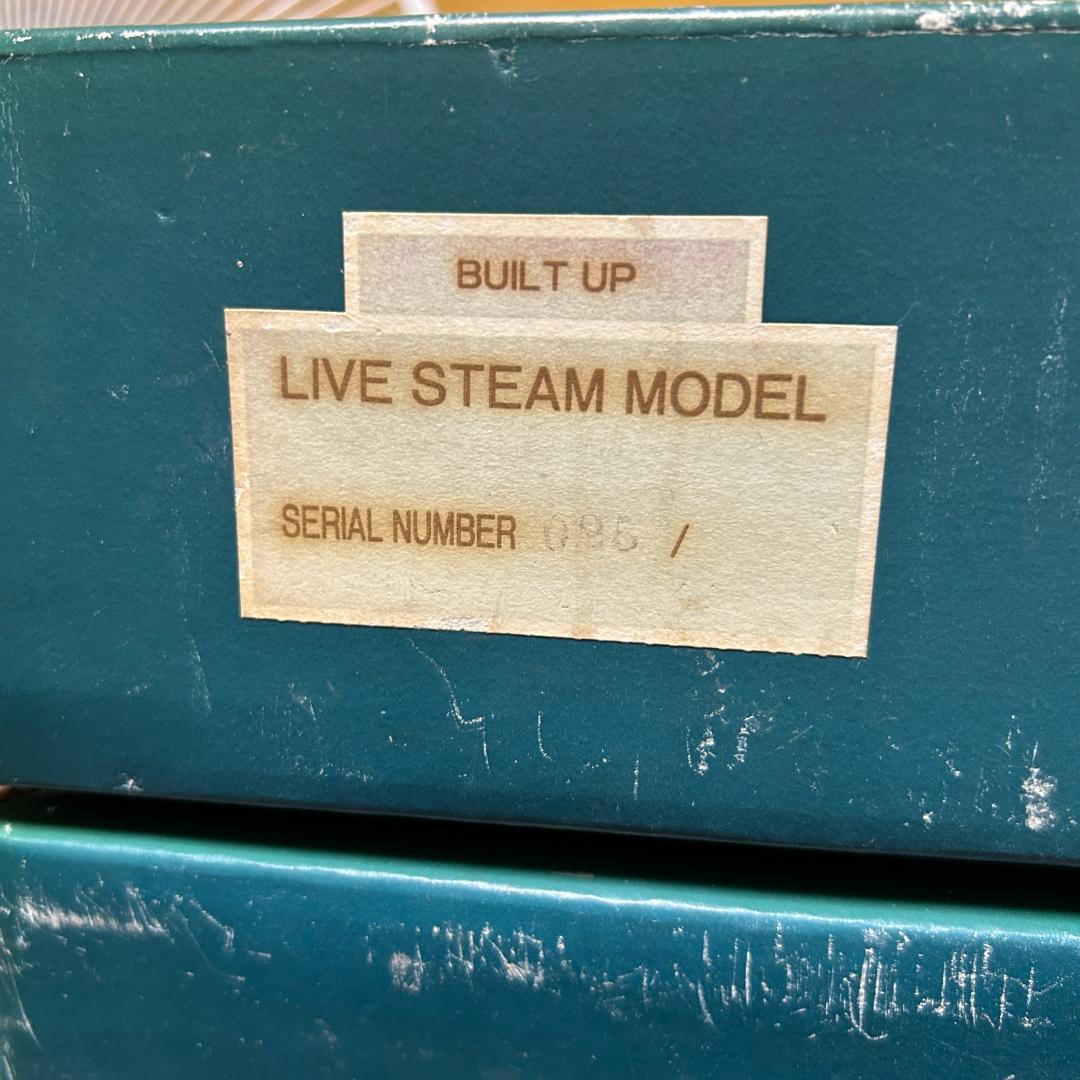 BUILT UP
LIVE STEAM MODEL
SERIAL NUMBER /